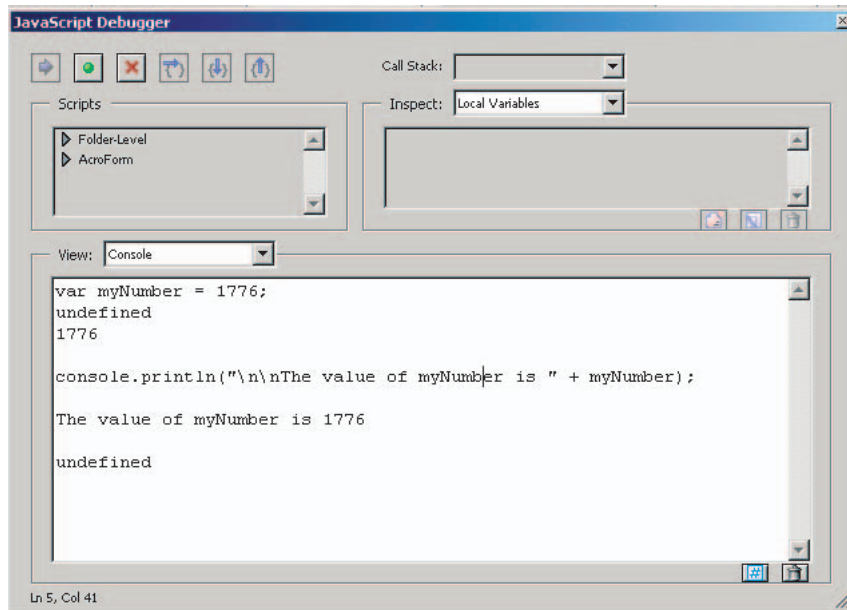 JavaScript Debugger
Call Stack:
Scripts
Inspect: Local Variables
Folder-Level
AcroForm
View: Console
var myNumber = 1776;
undefined
1776
console.println("\n\nThe value of myNumber is " + myNumber);
The value of myNumber is 1776
undefined
Ln 5, Col 41